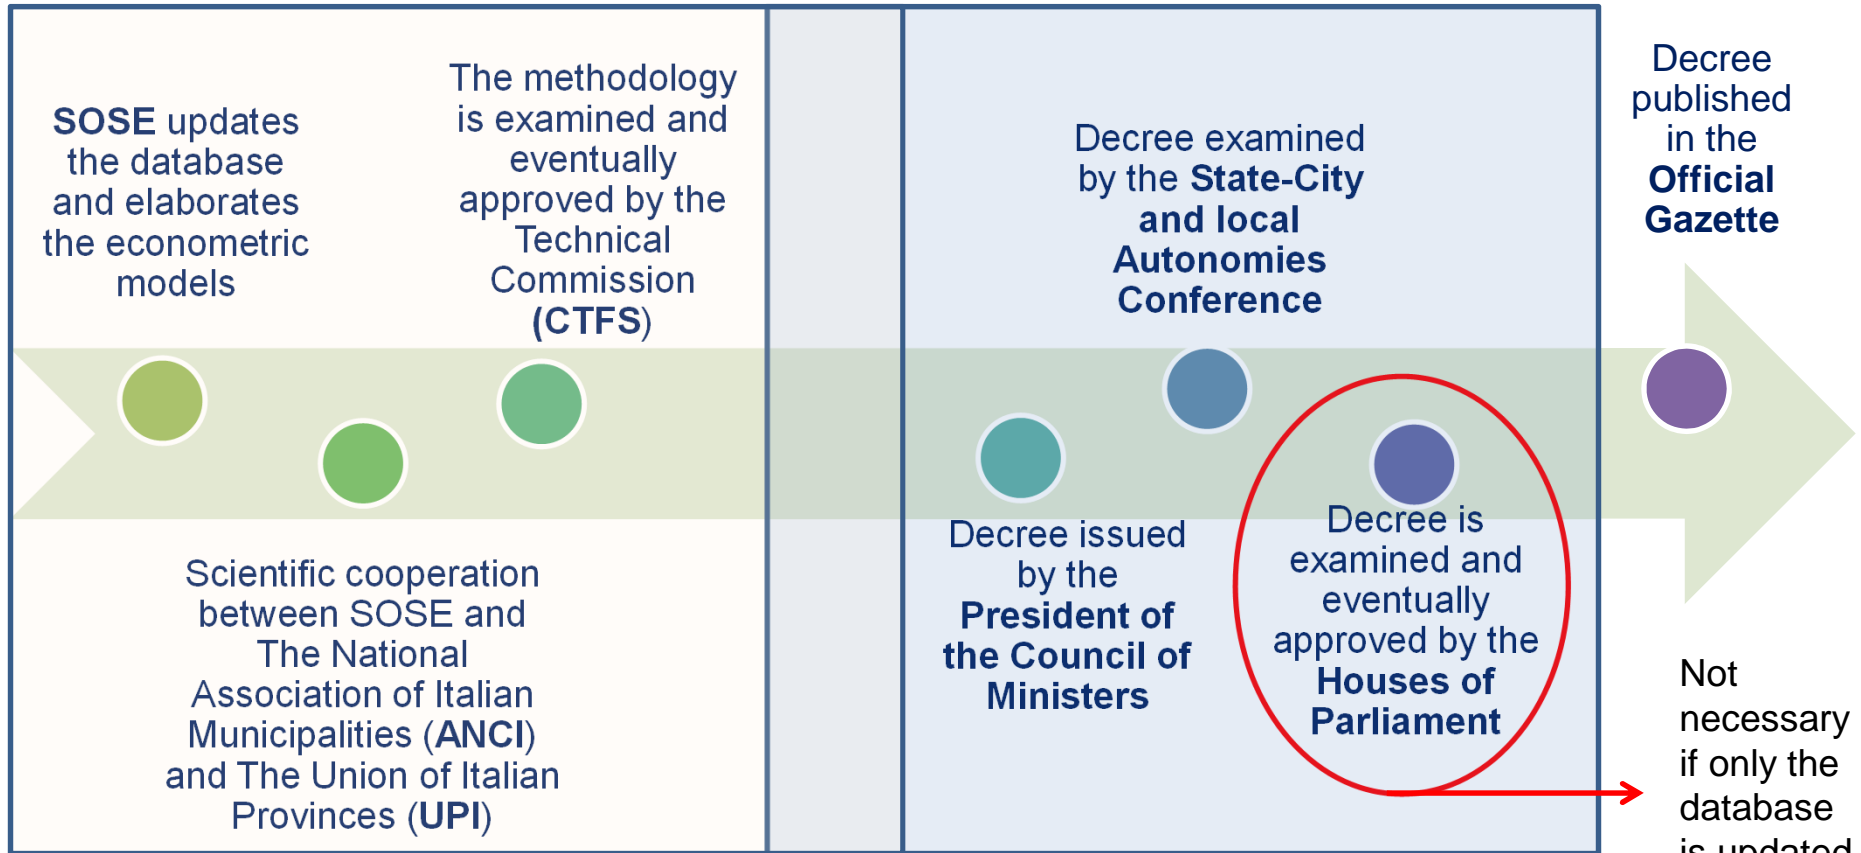 SOSE updates
the database
and elaborates
the econometric
models
Scientific cooperation
between SOSE and
The National
Association of Italian
Municipalities (ANCI)
and The Union of Italian
Provinces (UPI)
The methodology
is examined and
eventually
approved by the
Technical
Commission
(CTFS)
Decree issued
by the
President of
the Council of
Ministers
Decree examined
by the State-City
and local
Autonomies
Conference
Decree is
examined and
eventually
approved by the
Houses of
Parliament
Decree
published
in the
Official
Gazette
Not
necessary
if only the
database
is updated